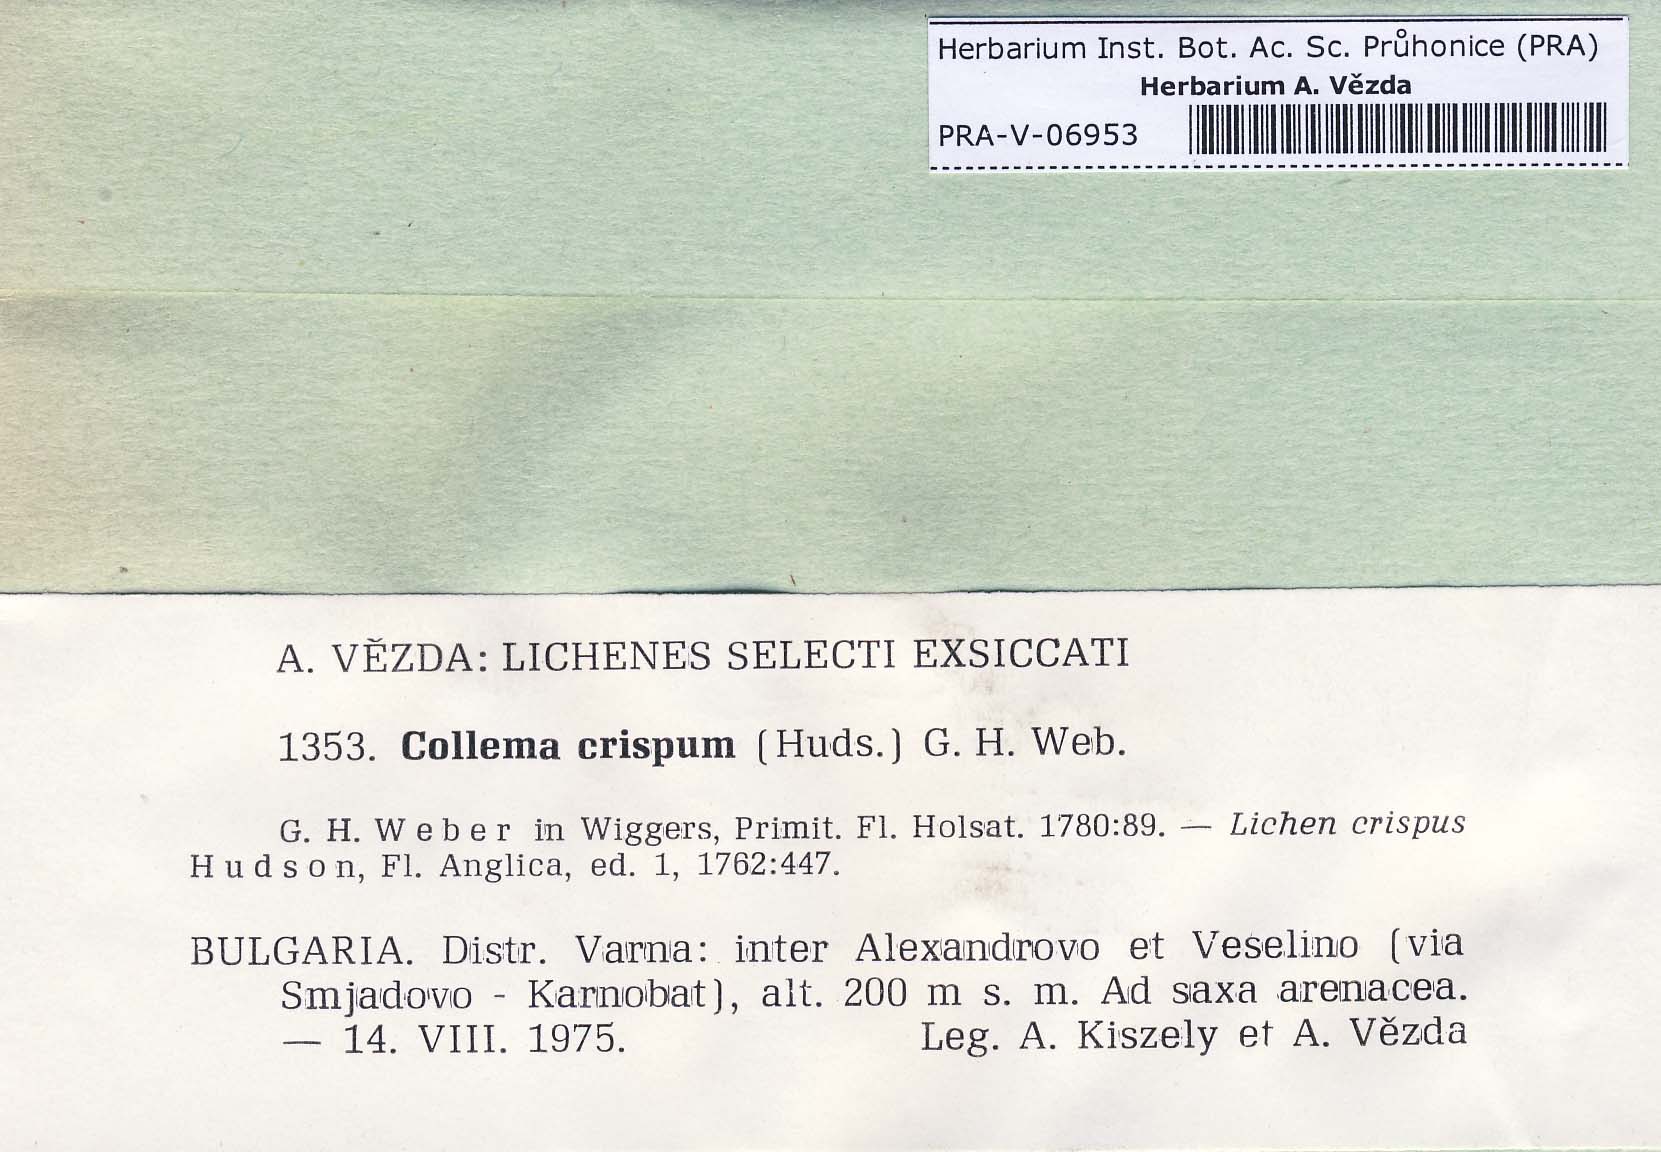 Herbarium Inst. Bot. Ac. Sc. Průhonice (PRA)
Herbarium A. Vězda
PRA-V-06953
A. VĚZDA: LICHENES SELECTI EXSICCATI
1353. Collema crispum (Huds.) G. H. Web.
G. H. Weber in Wiggers, Primit. Fl. Holsat. 1780:89. — Lichen crispus
Hudson, Fl. Anglica, ed. 1, 1762:447.
BULGARIA. Distr. Varna: inter Alexandrovo et Veselino (via
Smjadovo - Karnobat), alt. 200 m s. m. Ad saxa arenacea.
— 14. VIII. 1975. Leg. A. Kiszely et A. Vězda